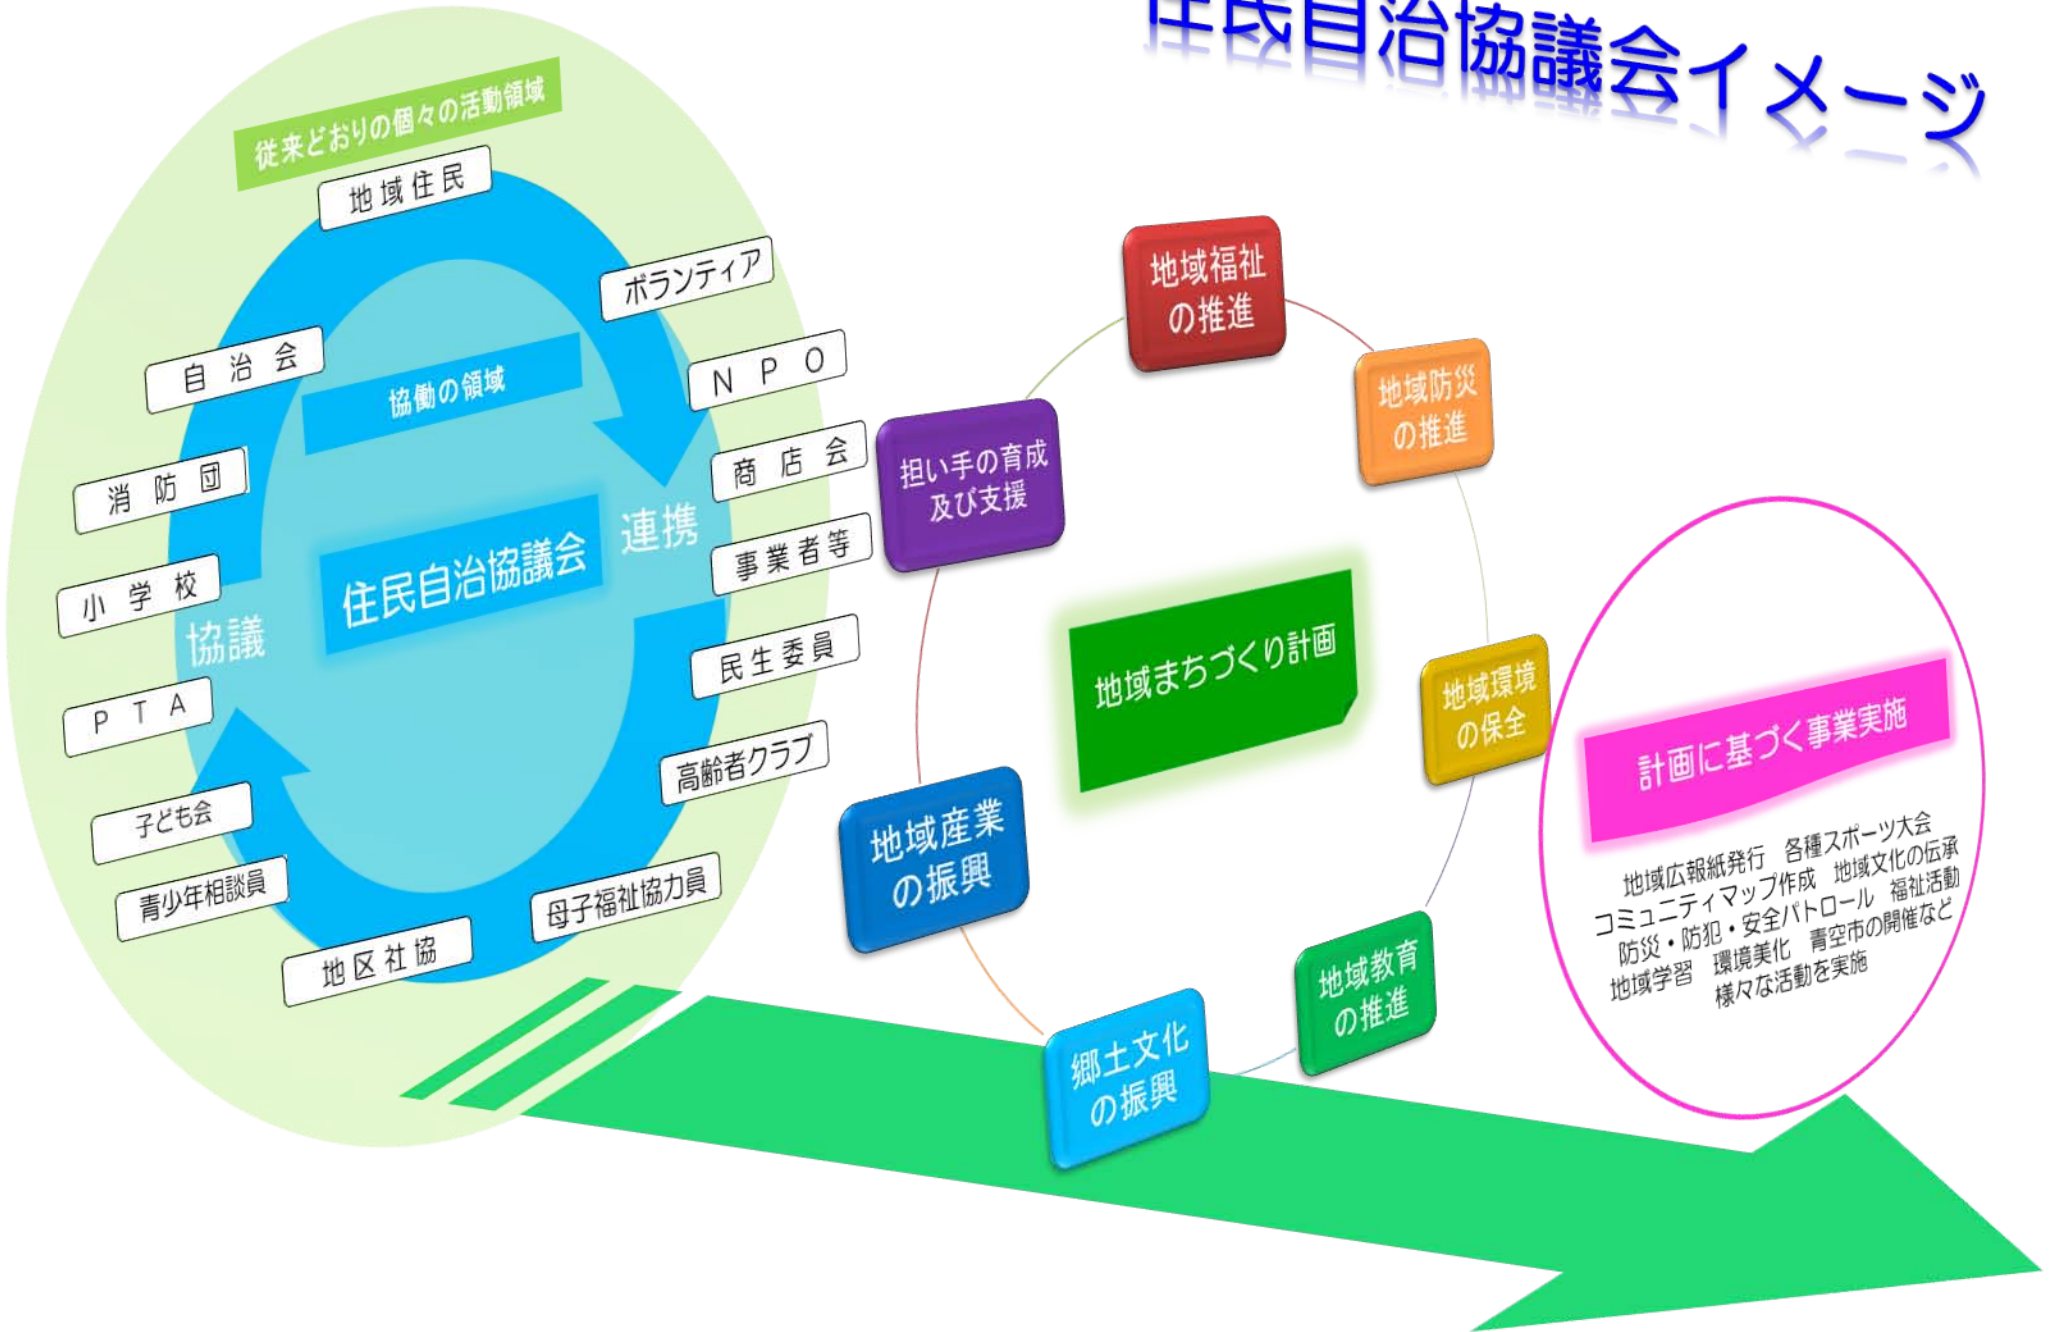 住民自治協議会イメージ
従来どおりの個々の活動領域
地域住民
ボランティア
自治会
NPO
協働の領域
商店会
消防団
連携
事業者等
住民自治協議会
小学校
協議
民生委員
PTA
高齢者クラブ
子ども会
青少年相談員
母子福祉協力員
地区社協
地域福祉
の推進
地域防災
の推進
担い手の育成
及び支援
地域まちづくり計画
地域環境
の保全
地域産業
の振興
地域教育
の推進
郷土文化
の振興
計画に基づく事業実施
地域広報紙発行　各種スポーツ大会
コミュニティマップ作成　地域文化の伝承
防災・防犯・安全パトロール　福祉活動
地域学習　環境美化　青空市の開催など
様々な活動を実施